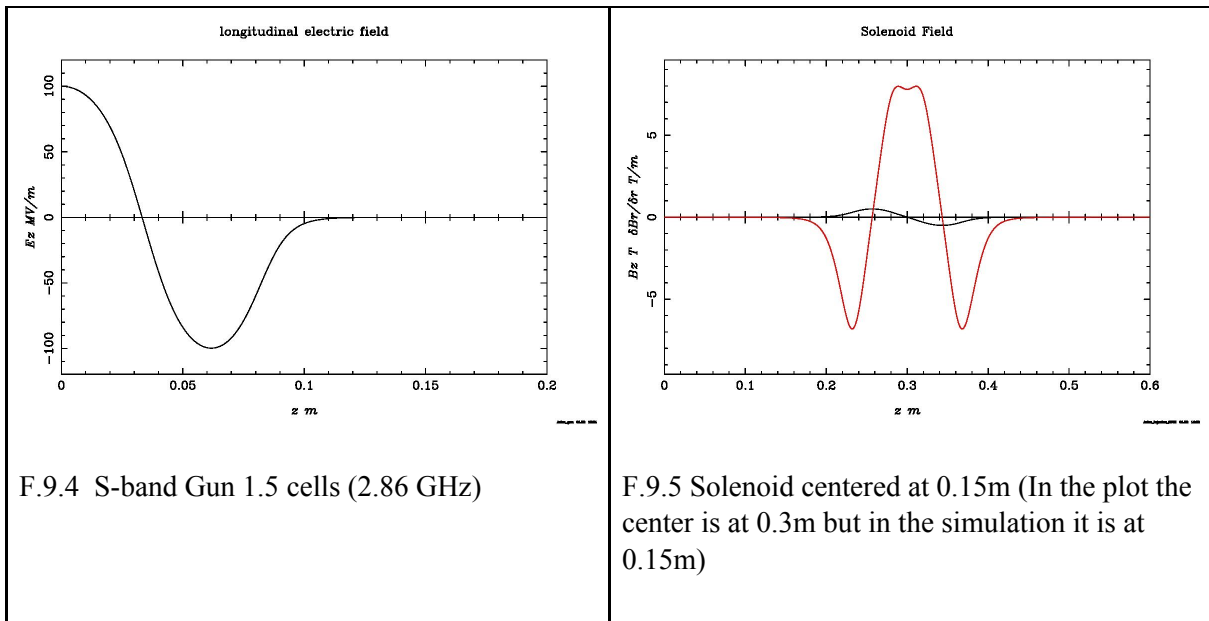 longitudinal electric field
100
50
0
−50
−100
Ez MV/m
0
0.05
0.1
0.15
0.2
z m
F.9.4 S-band Gun 1.5 cells (2.86 GHz)
Solenoid Field
5
0
−5
Bz T δBr/δr T/m
0
0.1
0.2
0.3
0.4
0.5
0.6
z m
F.9.5 Solenoid centered at 0.15m (In the plot the
center is at 0.3m but in the simulation it is at
0.15m)